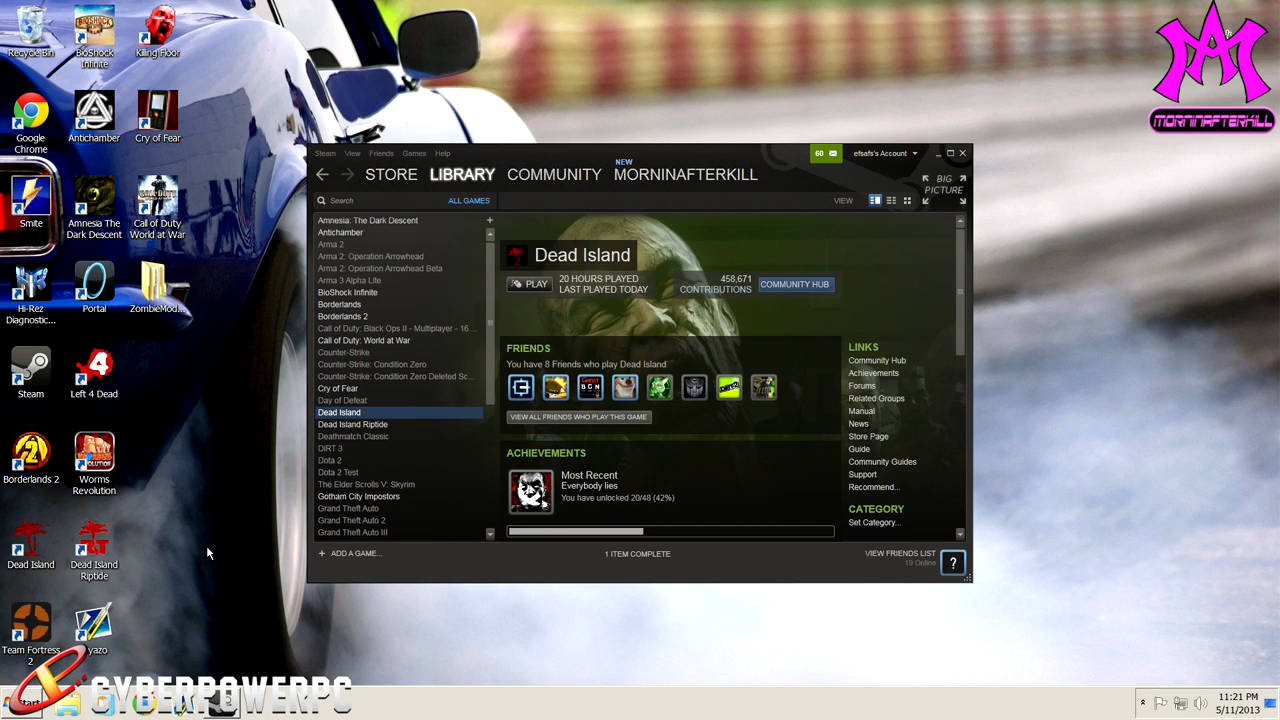 Recycle Bin
BioShock
Infinite
Killing Floor
Google
Chrome
Antichamber
Cry of Fear
Smite
Amnesia The
Dark Descent
Call of Duty
World at War
Hi-Rez
Diagnostic...
Portal
ZombieMod...
Steam
Left 4 Dead
Borderlands 2
Worms
Revolution
Dead Island
Dead Island
Riptide
Team Fortress
2
CYBERPOWERPC
MORNINAFTERKILL
Steam View Friends Games Help
60
efsafs's Account
NEW
STORE LIBRARY COMMUNITY MORNINAFTERKILL
BIG
PICTURE
Search
ALL GAMES
VIEW
Amnesia: The Dark Descent
Antichamber
Arma 2
Arma 2: Operation Arrowhead
Arma 2: Operation Arrowhead Beta
Arma 3 Alpha Lite
BioShock Infinite
Borderlands
Borderlands 2
Call of Duty: Black Ops II - Multiplayer - 16 ...
Call of Duty: World at War
Counter-Strike
Counter-Strike: Condition Zero
Counter-Strike: Condition Zero Deleted Sc...
Cry of Fear
Day of Defeat
Dead Island
Dead Island Riptide
Deathmatch Classic
DiRT 3
Dota 2
Dota 2 Test
The Elder Scrolls V: Skyrim
Gotham City Impostors
Grand Theft Auto
Grand Theft Auto 2
Grand Theft Auto III
+ ADD A GAME...
Dead Island
PLAY
20 HOURS PLAYED
LAST PLAYED TODAY
458,671
CONTRIBUTIONS
COMMUNITY HUB
FRIENDS
You have 8 Friends who play Dead Island
VIEW ALL FRIENDS WHO PLAY THIS GAME
ACHIEVEMENTS
Most Recent
Everybody lies
You have unlocked 20/48 (42%)
LINKS
Community Hub
Achievements
Forums
Related Groups
Manual
News
Store Page
Guide
Community Guides
Support
Recommend...
CATEGORY
Set Category...
1 ITEM COMPLETE
VIEW FRIENDS LIST
19 Online
?
11:21 PM
5/11/2013